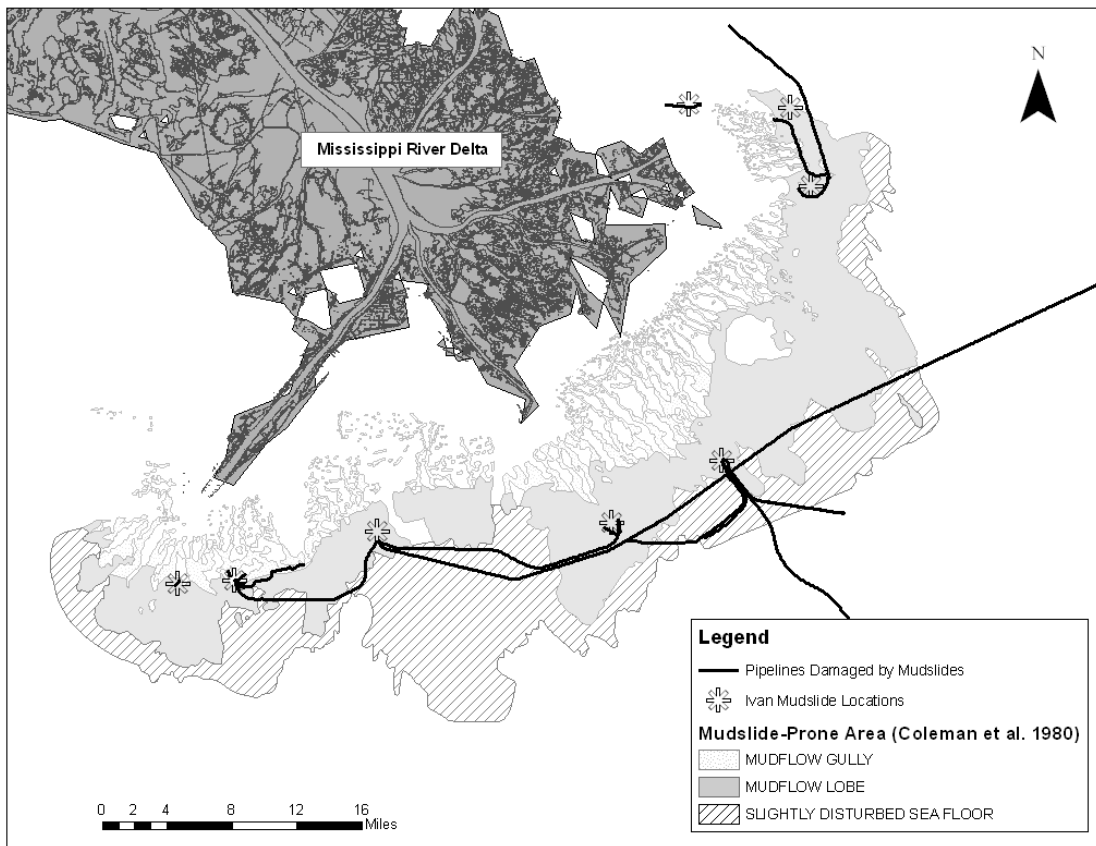 N
Mississippi River Delta
Legend
Pipelines Damaged by Mudslides
Ivan Mudslide Locations
Mudslide-Prone Area (Coleman et al. 1980)
MUDFLOW GULLY
MUDFLOW LOBE
SLIGHTLY DISTURBED SEA FLOOR
0 2 4 8 12 16
Miles